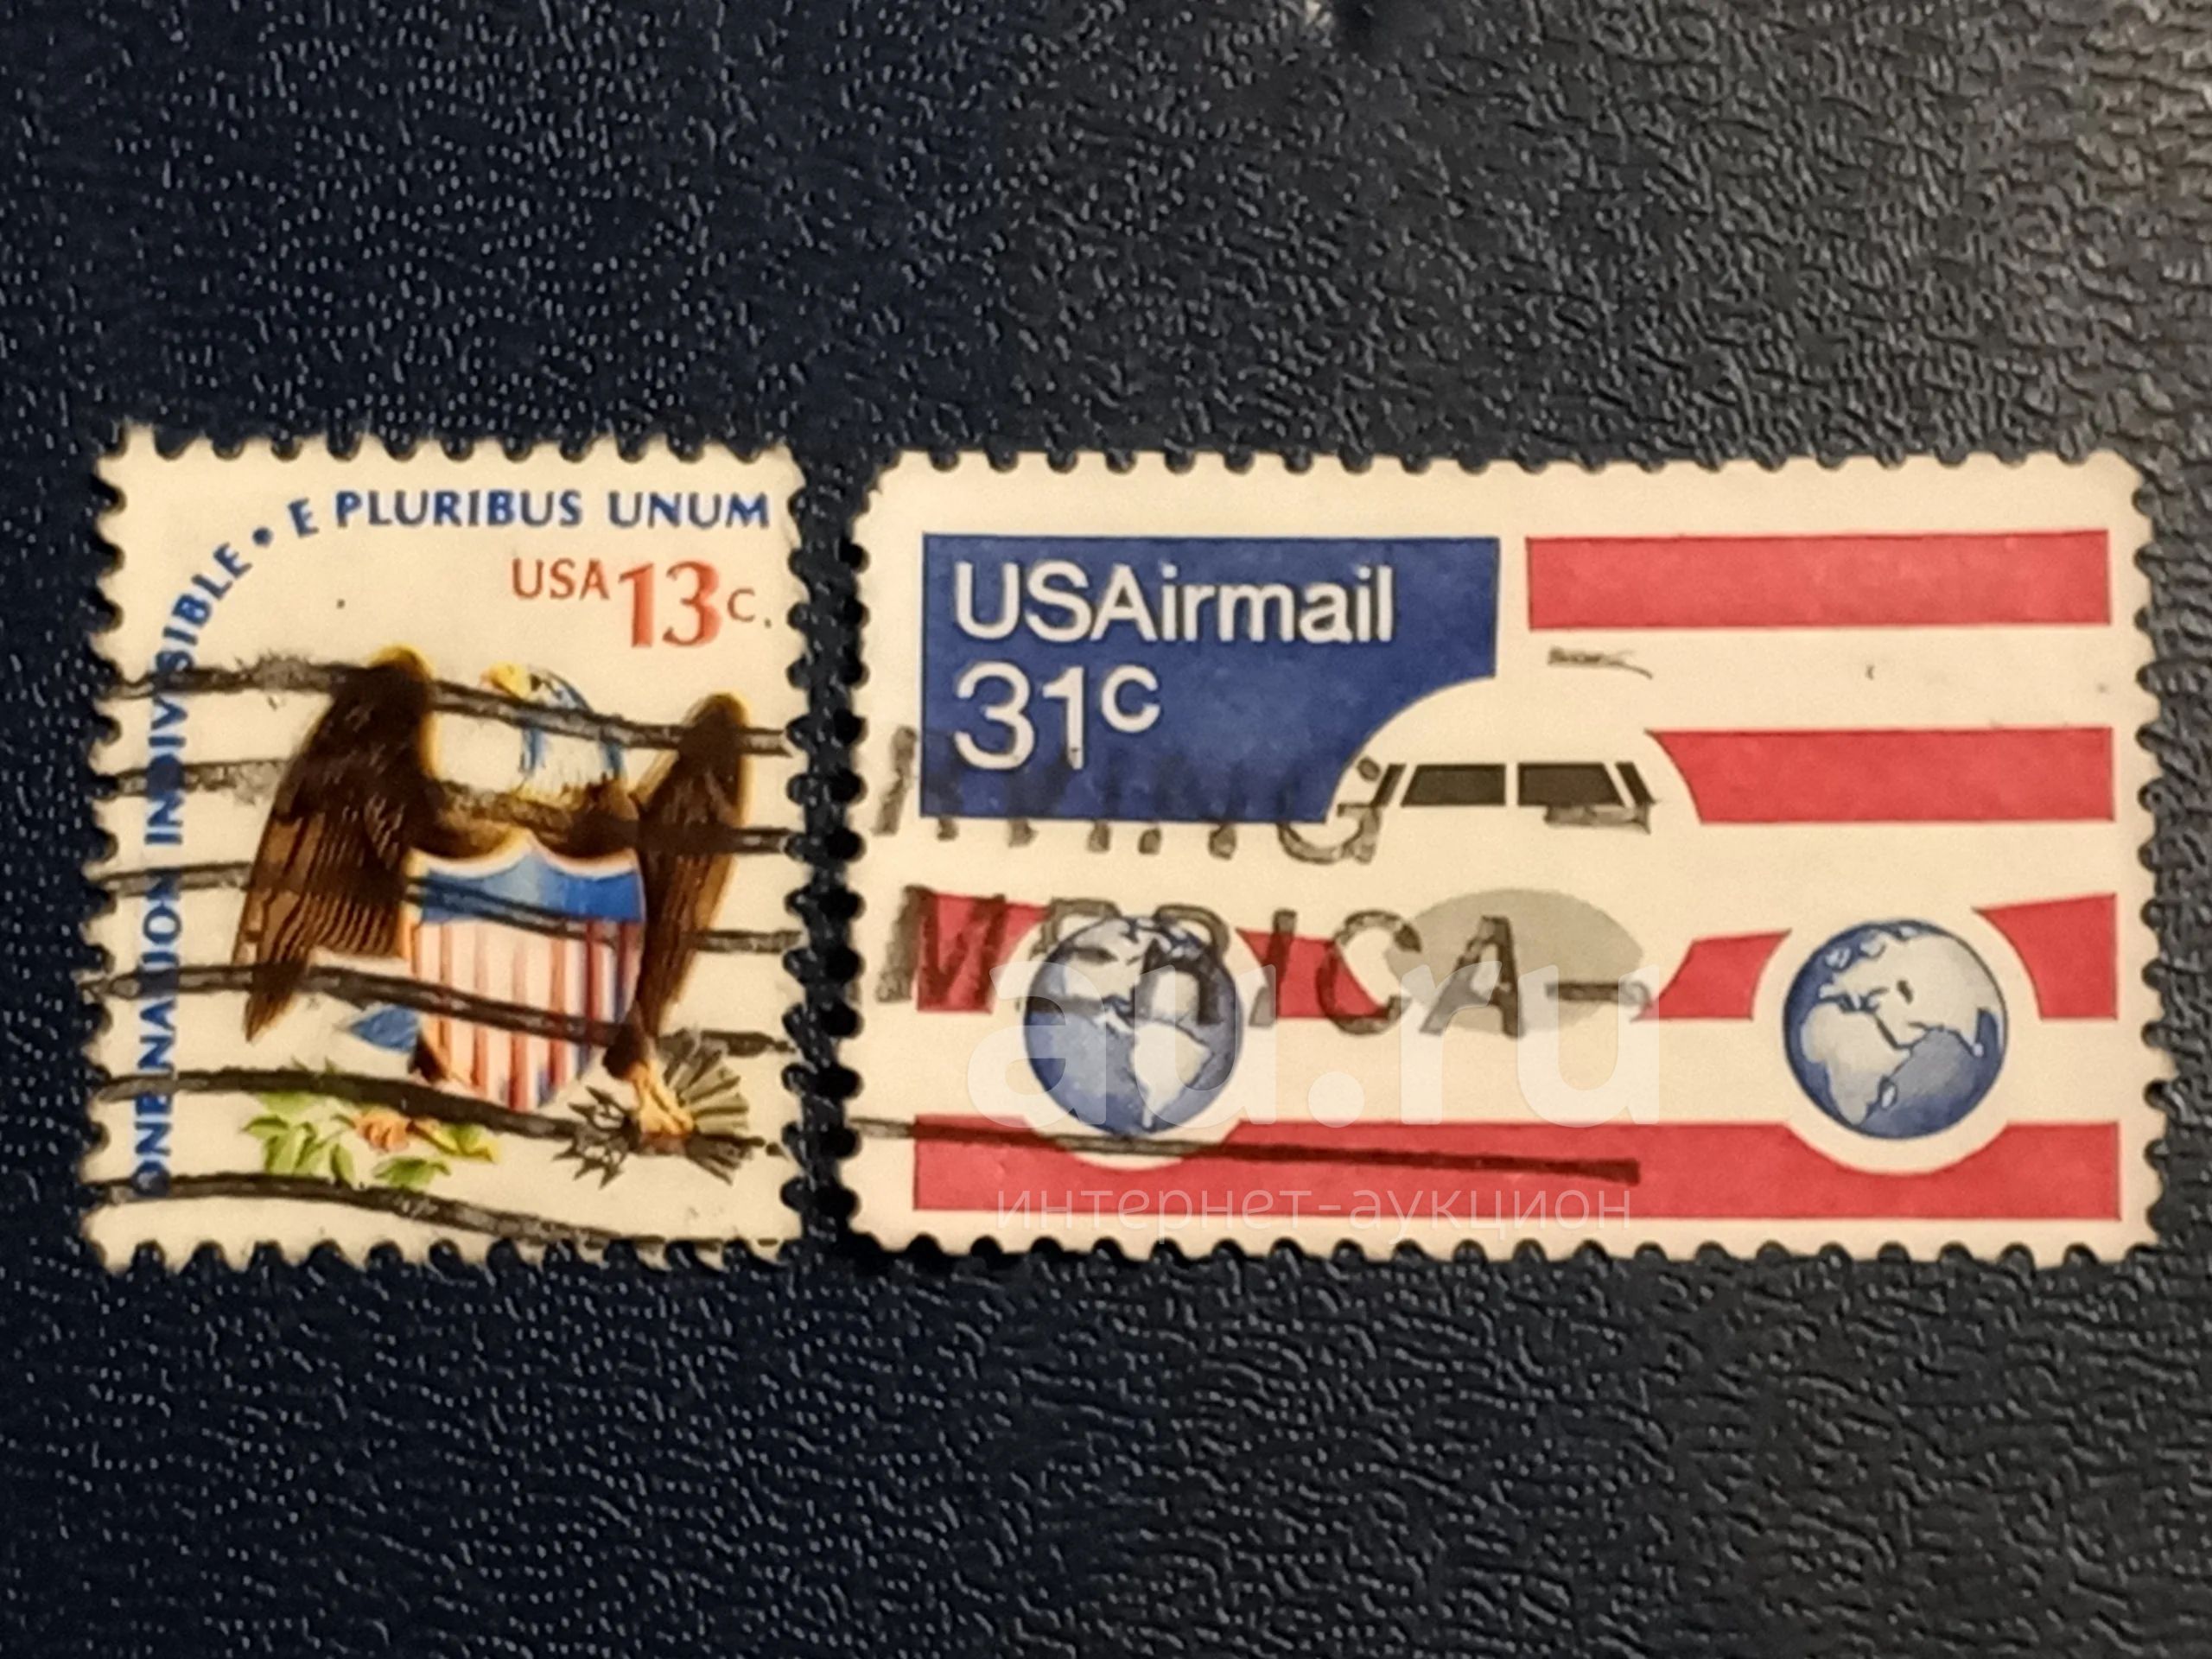 ONE NATION INDIVISIBLE • E PLURIBUS UNUM
USA 13c.
USAirmail
31c
MERICA-
au.ru
интернет-аукцион